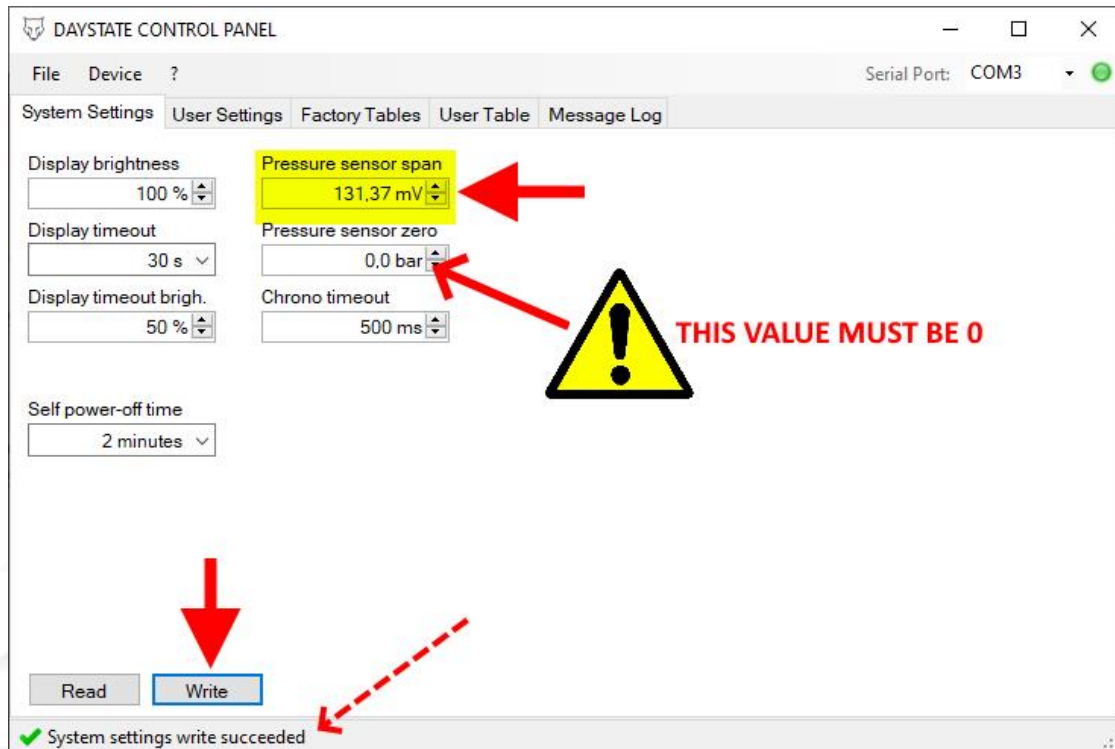 DAYSTATE CONTROL PANEL
File Device ? Serial Port: COM3
System Settings User Settings Factory Tables User Table Message Log
Display brightness Pressure sensor span
100 % 131,37 mV
Display timeout Pressure sensor zero
30 s 0,0 bar
Display timeout brigh. Chrono timeout
50 % 500 ms
THIS VALUE MUST BE 0
Self power-off time
2 minutes
Read Write
System settings write succeeded